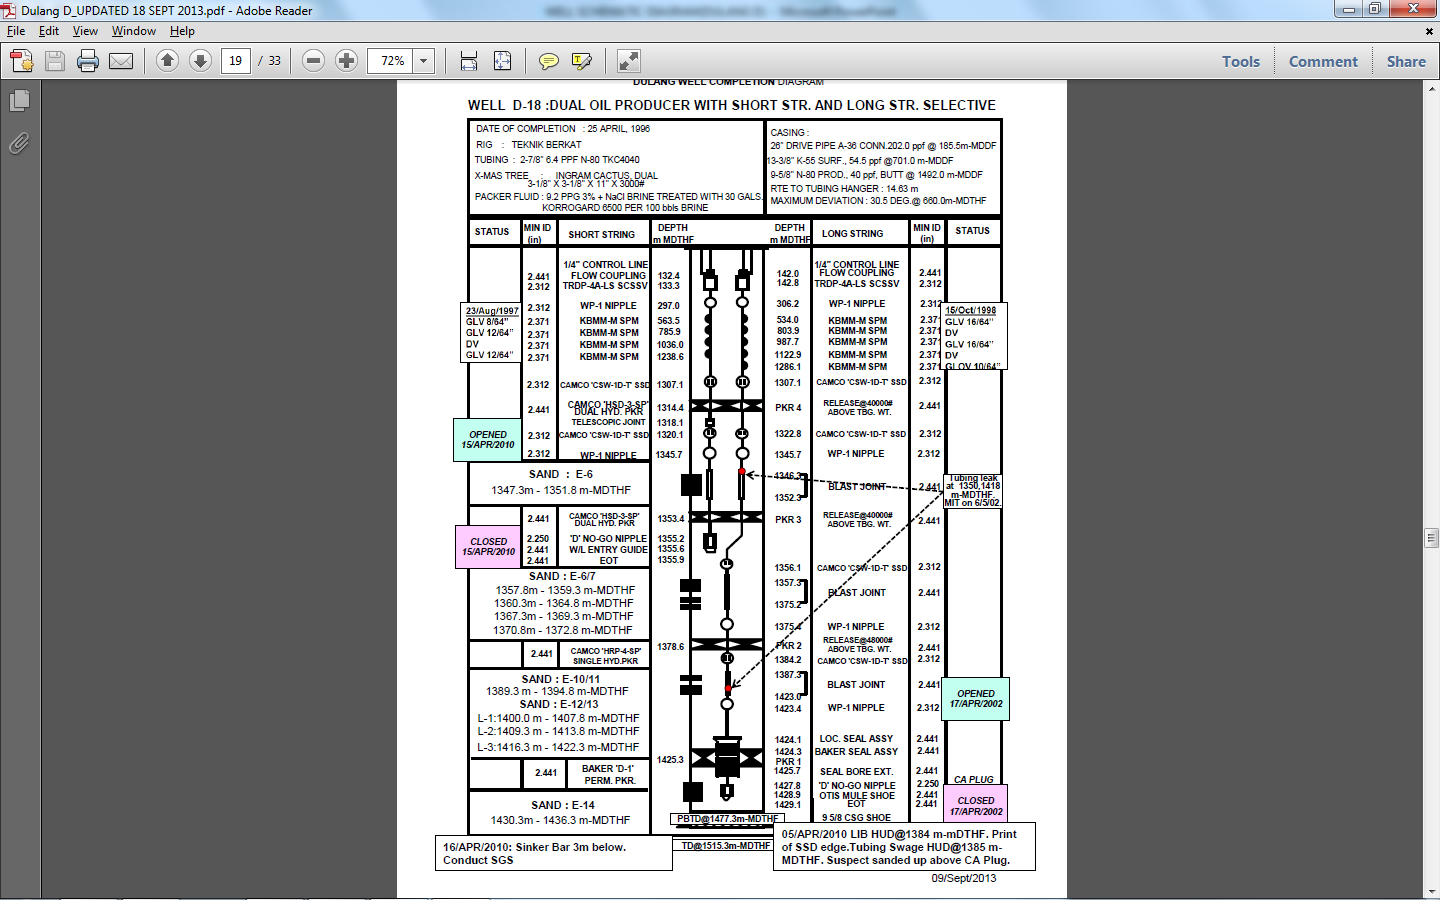 Dulang D_UPDATED 18 SEPT 2013.pdf - Adobe Reader
File Edit View Window Help
19 / 33 72% Tools Comment Share
DULANG WELL COMPLETION DIAGRAM
WELL D-18 :DUAL OIL PRODUCER WITH SHORT STR. AND LONG STR. SELECTIVE
DATE OF COMPLETION : 25 APRIL, 1996
RIG : TEKNIK BERKAT
TUBING : 2-7/8" 6.4 PPF N-80 TKC4040
X-MAS TREE : INGRAM CACTUS, DUAL
3-1/8" X 3-1/8" X 11" X 3000#
PACKER FLUID : 9.2 PPG 3% + NaCl BRINE TREATED WITH 30 GALS.
KORROGARD 6500 PER 100 bbls BRINE
CASING :
26" DRIVE PIPE A-36 CONN.202.0 ppf @ 185.5m-MDDF
13-3/8" K-55 SURF., 54.5 ppf @701.0 m-MDDF
9-5/8" N-80 PROD., 40 ppf, BUTT @ 1492.0 m-MDDF
RTE TO TUBING HANGER : 14.63 m
MAXIMUM DEVIATION : 30.5 DEG.@ 660.0m-MDTHF
STATUS
MIN ID
(in)
SHORT STRING
DEPTH
m MDTHF
DEPTH
m MDTHF
LONG STRING
MIN ID
(in)
STATUS
1/4" CONTROL LINE
2.441 FLOW COUPLING 132.4
2.312 TRDP-4A-LS SCSSV 133.3
2.312 WP-1 NIPPLE 297.0
2.371 KBMM-M SPM 563.5
2.371 KBMM-M SPM 785.9
2.371 KBMM-M SPM 1036.0
2.371 KBMM-M SPM 1238.6
23/Aug/1997
GLV 8/64"
GLV 12/64"
DV
GLV 12/64"
2.312 CAMCO 'CSW-1D-T' SSD 1307.1
2.441 CAMCO 'HSD-3-SP' 1314.4
DUAL HYD. PKR
TELESCOPIC JOINT 1318.1
2.312 CAMCO 'CSW-1D-T' SSD 1320.1
2.312 WP-1 NIPPLE 1345.7
OPENED
15/APR/2010
SAND : E-6
1347.3m - 1351.8 m-MDTHF
2.441 CAMCO 'HSD-3-SP' 1353.4
DUAL HYD. PKR
2.250 'D' NO-GO NIPPLE 1355.2
2.441 W/L ENTRY GUIDE 1355.6
2.441 EOT 1355.9
CLOSED
15/APR/2010
SAND : E-6/7
1357.8m - 1359.3 m-MDTHF
1360.3m - 1364.8 m-MDTHF
1367.3m - 1369.3 m-MDTHF
1370.8m - 1372.8 m-MDTHF
2.441 CAMCO 'HRP-4-SP' 1378.6
SINGLE HYD.PKR
SAND : E-10/11
1389.3 m - 1394.8 m-MDTHF
SAND : E-12/13
L-1:1400.0 m - 1407.8 m-MDTHF
L-2:1409.3 m - 1413.8 m-MDTHF
L-3:1416.3 m - 1422.3 m-MDTHF
2.441 BAKER 'D-1' 1425.3
PERM. PKR.
SAND : E-14
1430.3m - 1436.3 m-MDTHF
1/4" CONTROL LINE
142.0 FLOW COUPLING 2.441
142.8 TRDP-4A-LS SCSSV 2.312
306.2 WP-1 NIPPLE 2.312
534.0 KBMM-M SPM 2.371
803.9 KBMM-M SPM 2.371
987.7 KBMM-M SPM 2.371
1122.9 KBMM-M SPM 2.371
1286.1 KBMM-M SPM 2.371
15/Oct/1998
GLV 16/64"
DV
GLV 16/64"
DV
GLOV 10/64"
1307.1 CAMCO 'CSW-1D-T' SSD 2.312
PKR 4 RELEASE@40000# 2.441
ABOVE TBG. WT.
1322.8 CAMCO 'CSW-1D-T' SSD 2.312
1345.7 WP-1 NIPPLE 2.312
1346.3
BLAST JOINT 2.441
1352.3
Tubing leak
at 1350,1418
m-MDTHF.
MIT on 6/5/02.
PKR 3 RELEASE@40000# 2.441
ABOVE TBG. WT.
1356.1 CAMCO 'CSW-1D-T' SSD 2.312
1357.3
BLAST JOINT 2.441
1375.2
1375.4 WP-1 NIPPLE 2.312
PKR 2 RELEASE@48000# 2.441
ABOVE TBG. WT.
1384.2 CAMCO 'CSW-1D-T' SSD 2.312
1387.3
BLAST JOINT 2.441
1423.0
1423.4 WP-1 NIPPLE 2.312
OPENED
17/APR/2002
1424.1 LOC. SEAL ASSY 2.441
1424.3 BAKER SEAL ASSY 2.441
PKR 1
1425.7 SEAL BORE EXT. 2.441
1427.8 'D' NO-GO NIPPLE 2.250
1428.9 OTIS MULE SHOE 2.441
1429.1 EOT 2.441
9 5/8 CSG SHOE
CA PLUG
CLOSED
17/APR/2002
PBTD@1477.3m-MDTHF
TD@1515.3m-MDTHF
16/APR/2010: Sinker Bar 3m below.
Conduct SGS
05/APR/2010 LIB HUD@1384 m-mDTHF. Print
of SSD edge.Tubing Swage HUD@1385 m-
MDTHF. Suspect sanded up above CA Plug.
09/Sept/2013